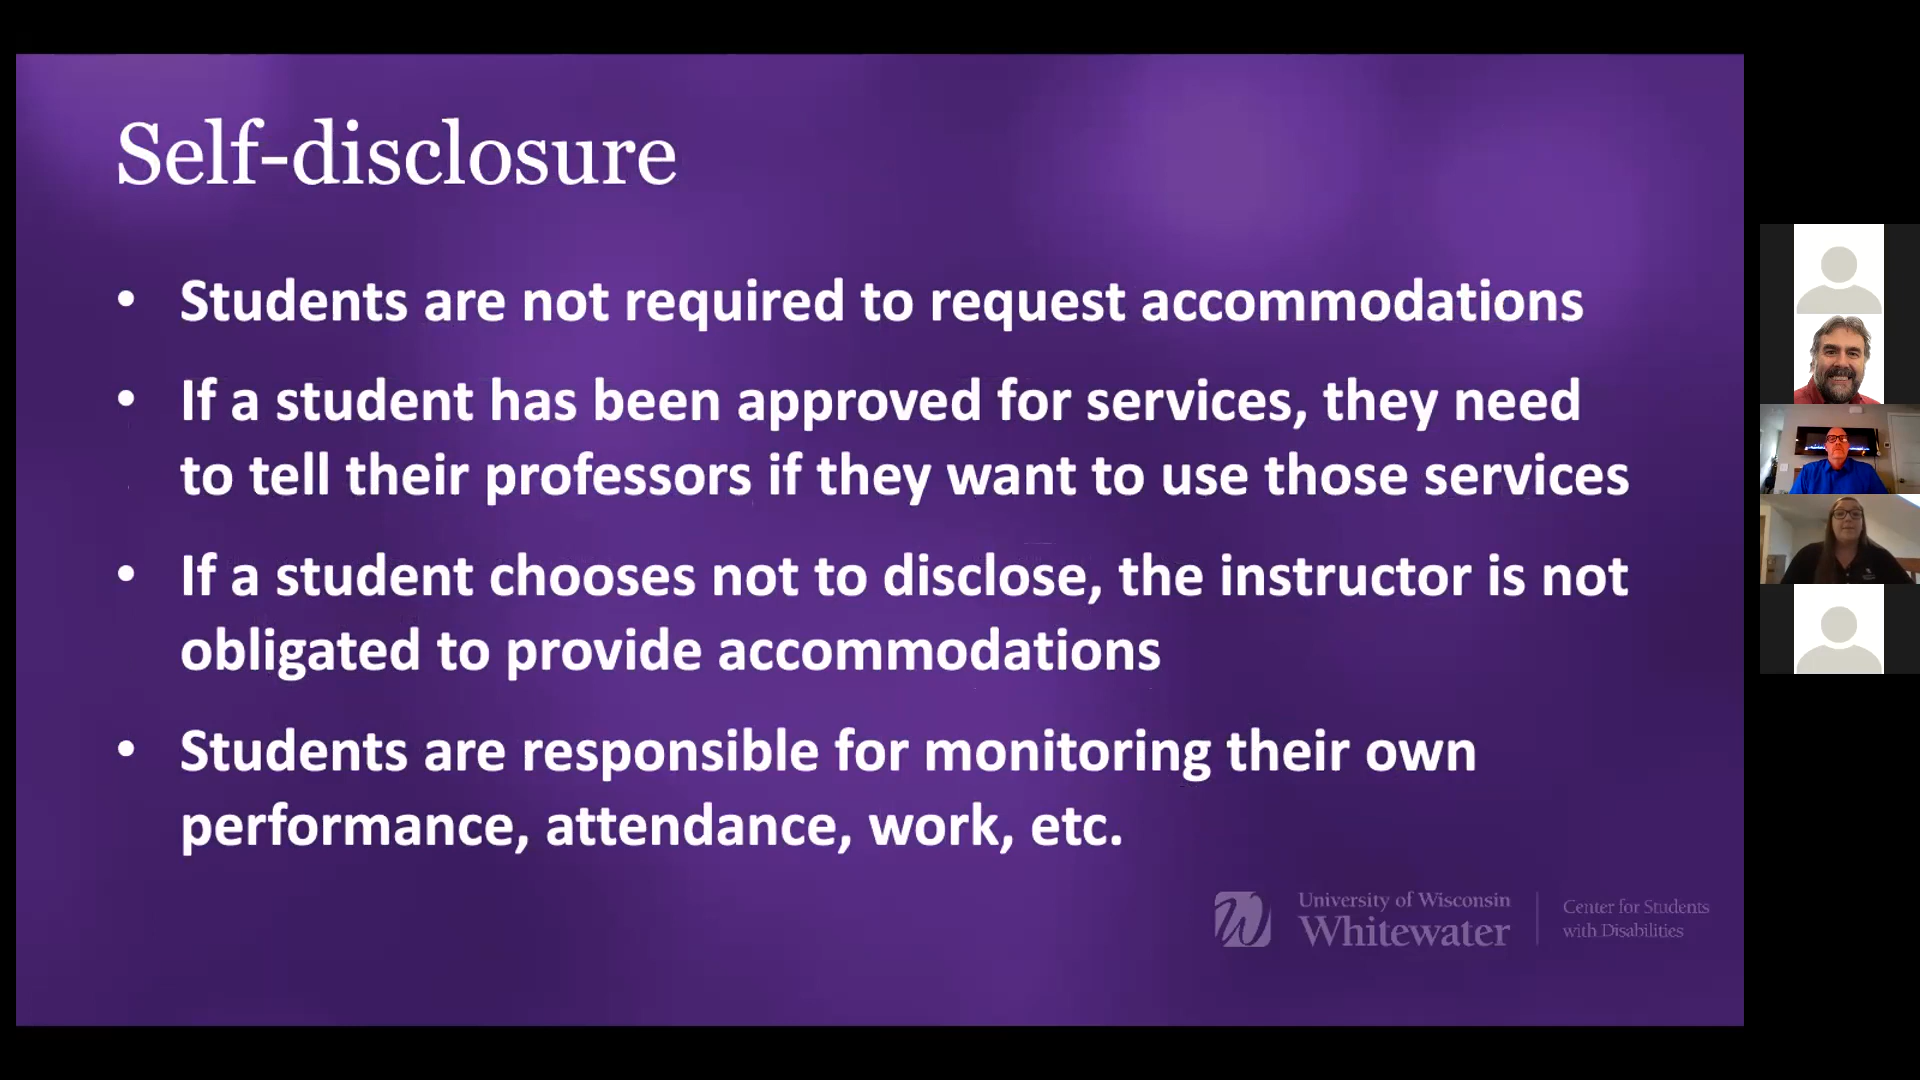 Self-disclosure
• Students are not required to request accommodations
• If a student has been approved for services, they need
to tell their professors if they want to use those services
• If a student chooses not to disclose, the instructor is not
obligated to provide accommodations
• Students are responsible for monitoring their own
performance, attendance, work, etc.
University of Wisconsin
Whitewater
Center for Students
with Disabilities